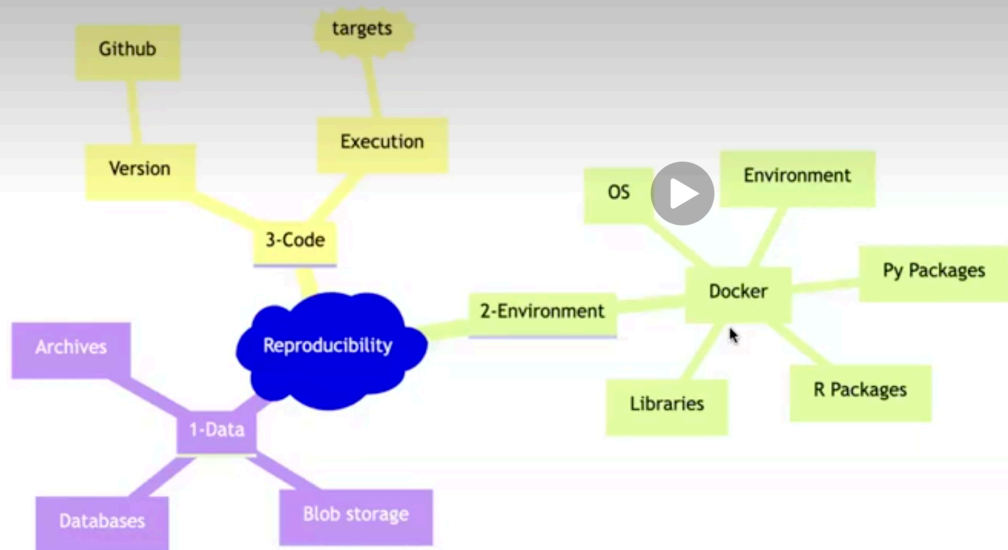 targets
Github
Execution
Version
3-Code
OS
Environment
Py Packages
Docker
2-Environment
Reproducibility
Archives
R Packages
Libraries
1-Data
Blob storage
Databases